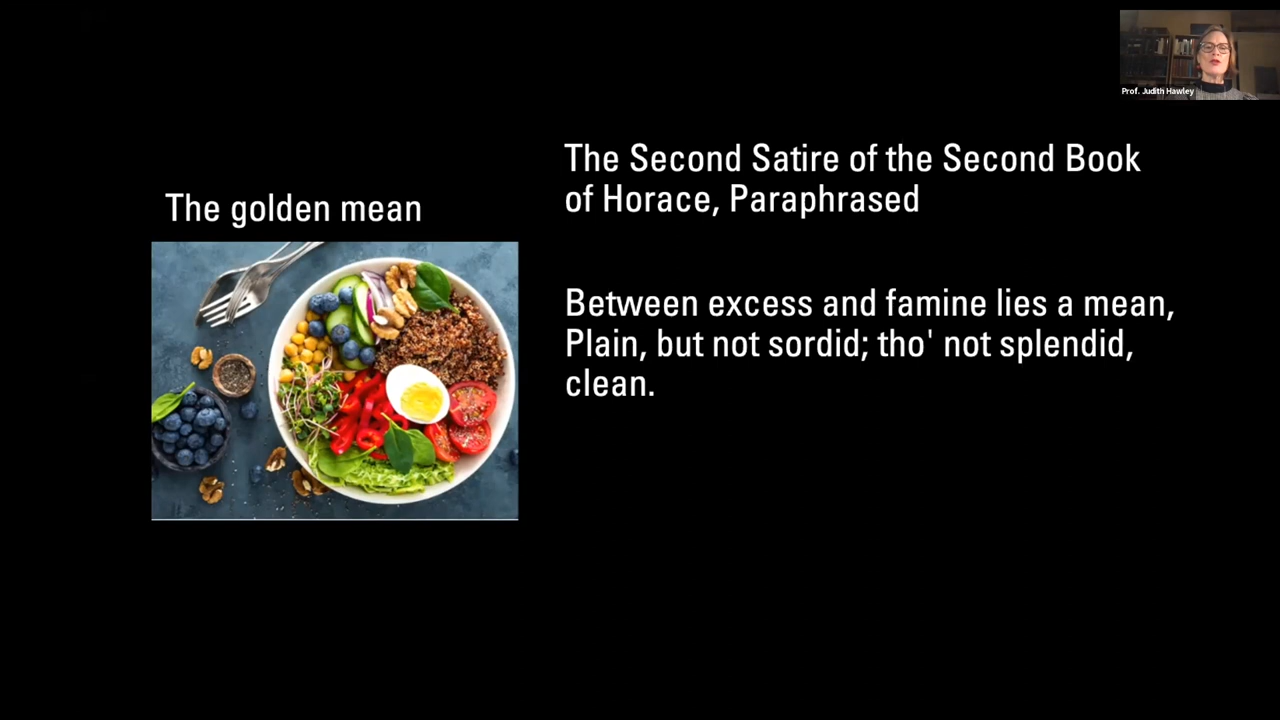 Prof. Judith Hawley
The golden mean
The Second Satire of the Second Book
of Horace, Paraphrased
Between excess and famine lies a mean,
Plain, but not sordid; tho' not splendid,
clean.